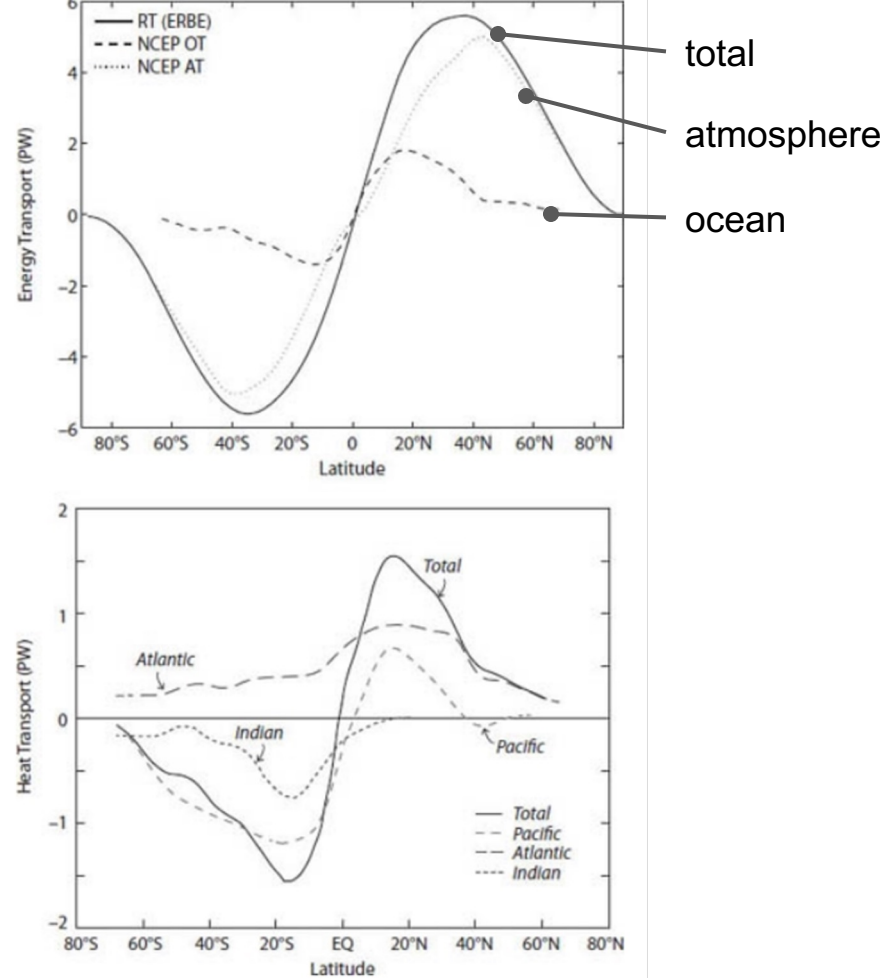 6
RT (ERBE)
NCEP OT
NCEP AT
total
4
atmosphere
2
0
ocean
−2
−4
−6
Energy Transport (PW)
80°S 60°S 40°S 20°S 0 20°N 40°N 60°N 80°N
Latitude
2
Total
1
Atlantic
0
Indian
Pacific
−1
Total
Pacific
Atlantic
Indian
−2
Heat Transport (PW)
80°S 60°S 40°S 20°S EQ 20°N 40°N 60°N 80°N
Latitude